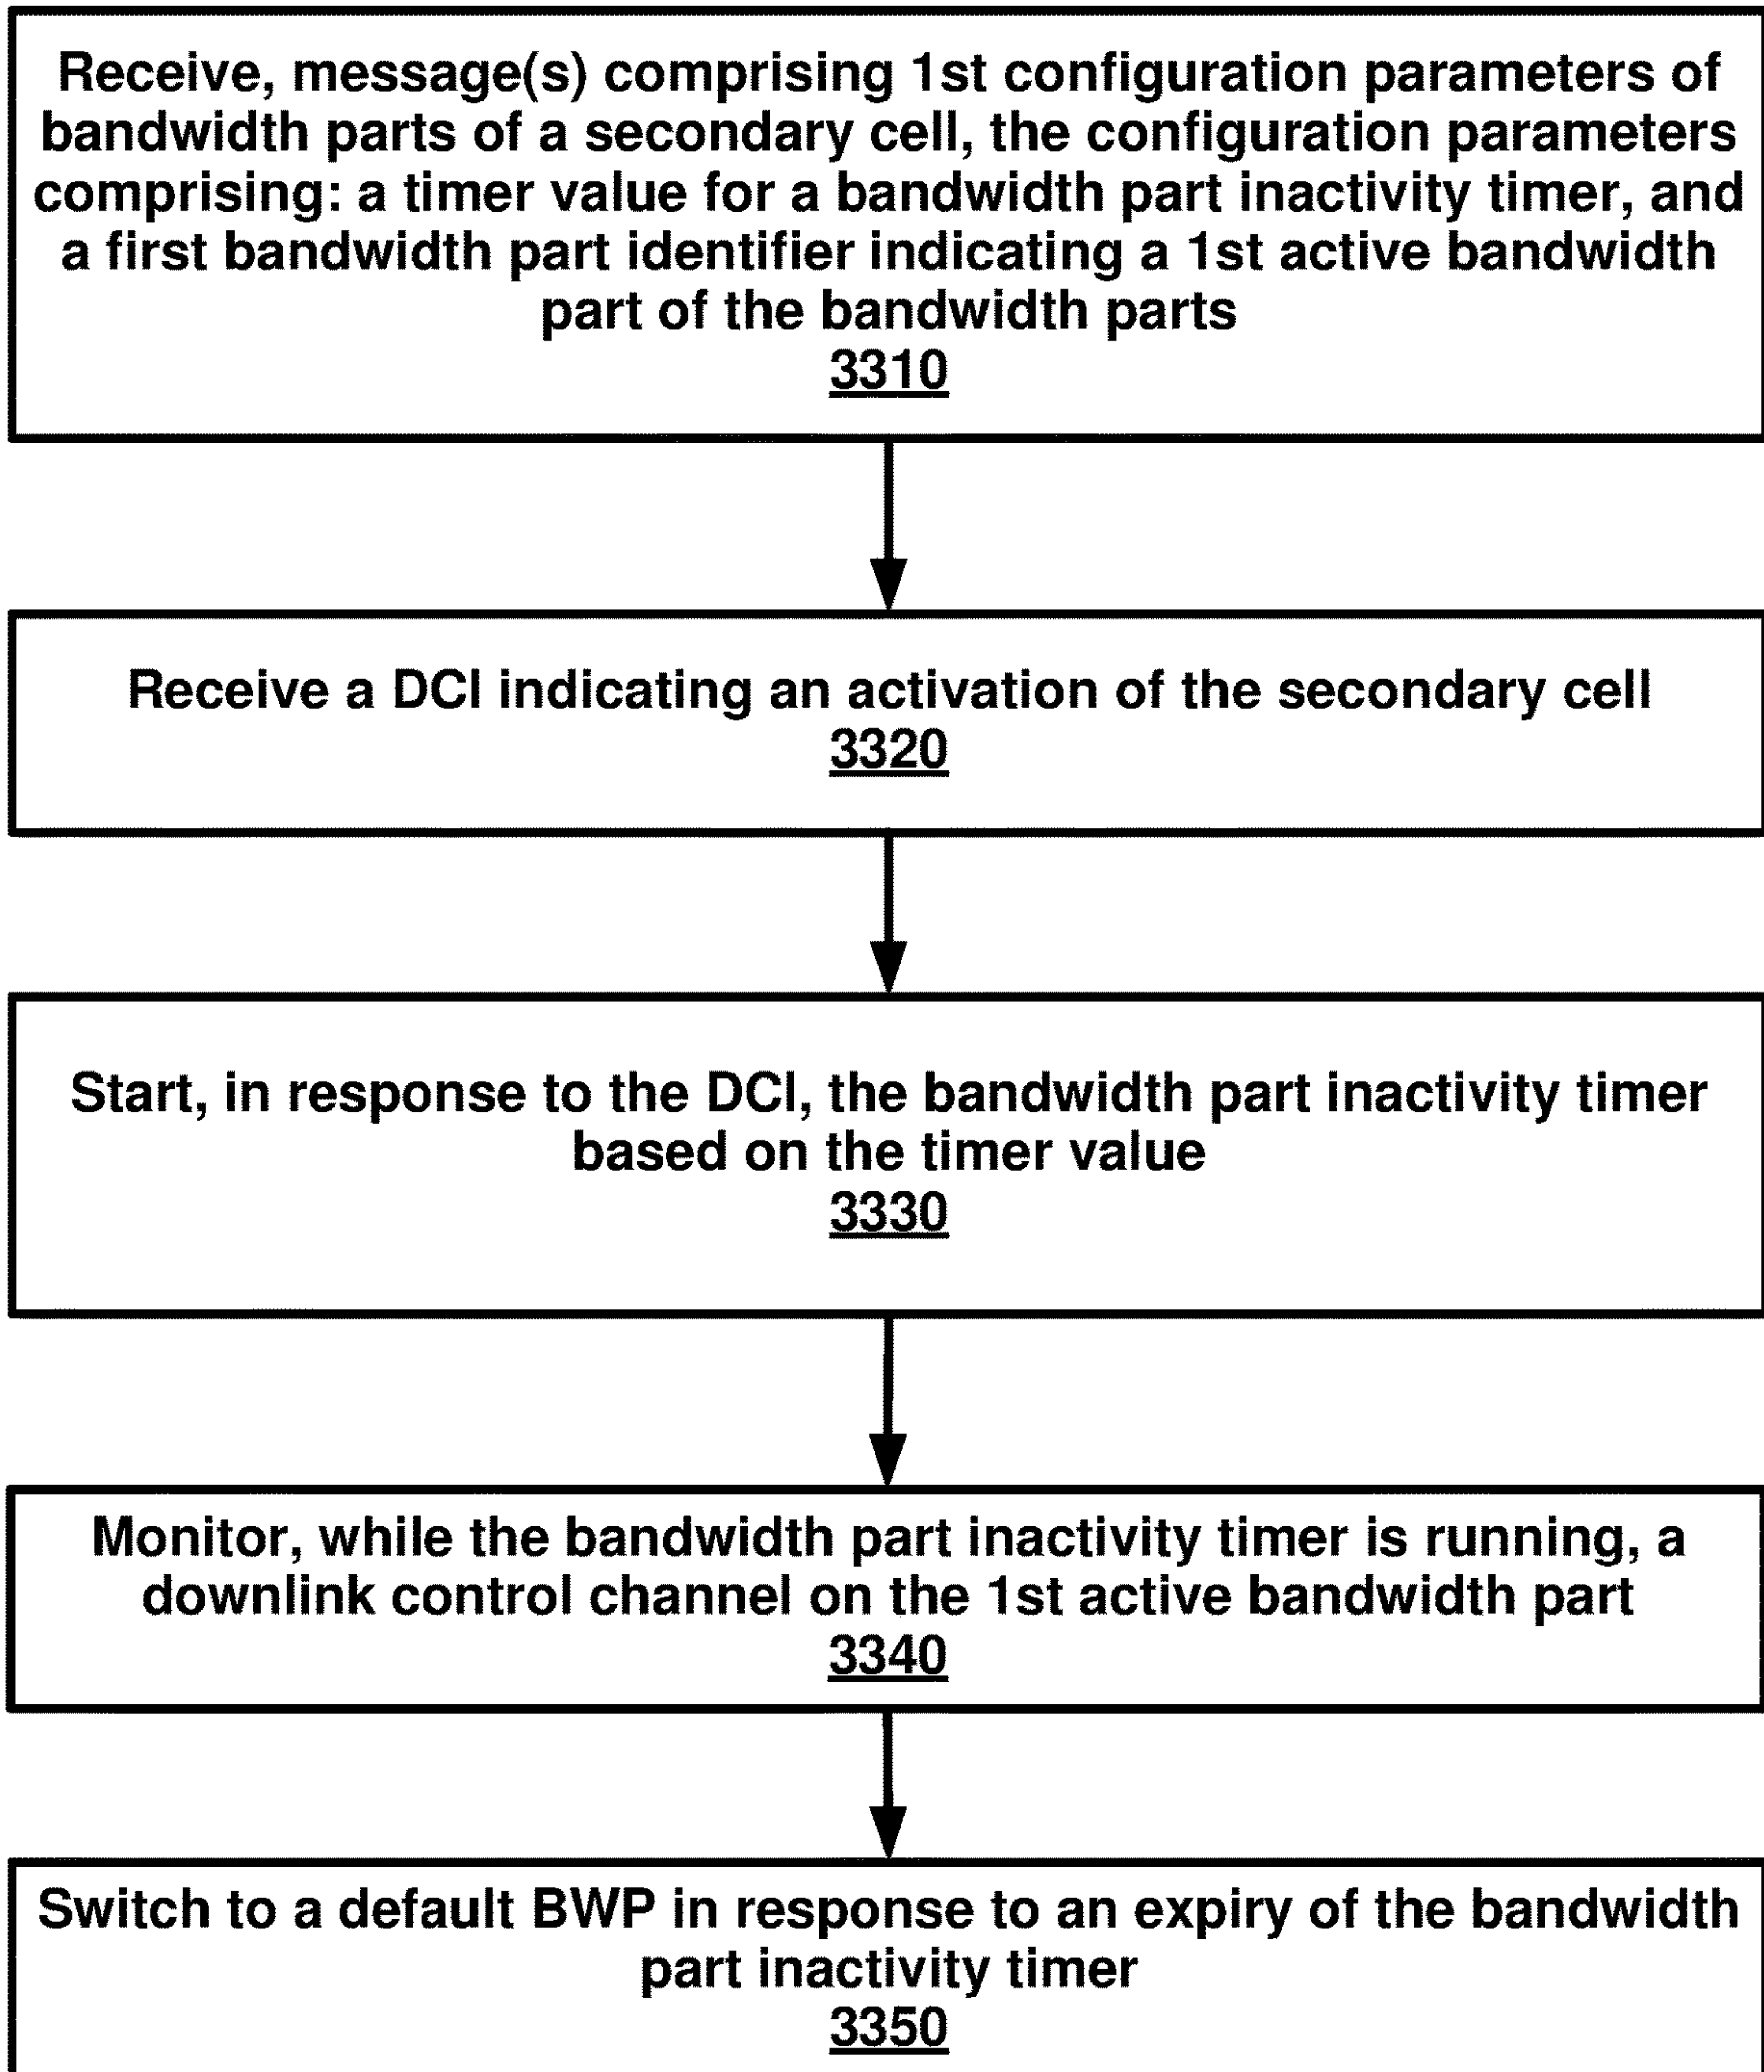 Receive, message(s) comprising 1st configuration parameters of
bandwidth parts of a secondary cell, the configuration parameters
comprising: a timer value for a bandwidth part inactivity timer, and
a first bandwidth part identifier indicating a 1st active bandwidth
part of the bandwidth parts
3310
Receive a DCI indicating an activation of the secondary cell
3320
Start, in response to the DCI, the bandwidth part inactivity timer
based on the timer value
3330
Monitor, while the bandwidth part inactivity timer is running, a
downlink control channel on the 1st active bandwidth part
3340
Switch to a default BWP in response to an expiry of the bandwidth
part inactivity timer
3350